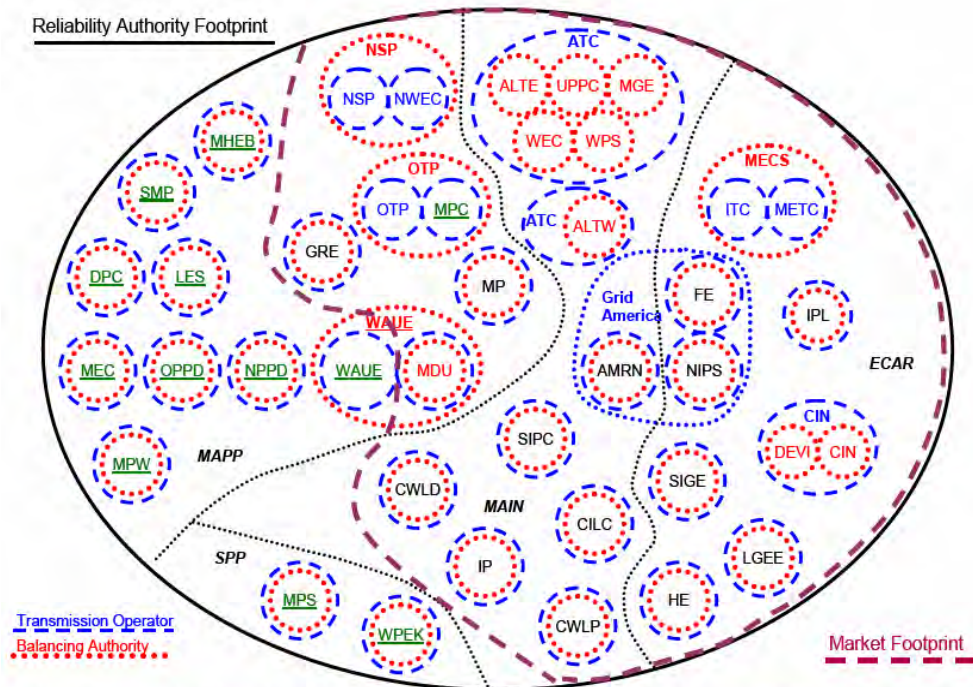 Reliability Authority Footprint
NSP
NSP
NWEC
ATC
ALTE
UPPC
MGE
WEC
WPS
MHEB
SMP
OTP
OTP
MPC
MECS
ITC
METC
ATC
ALTW
GRE
DPC
LES
MP
Grid
America
FE
IPL
WAUE
WAUE
MDU
MEC
OPPD
NPPD
AMRN
NIPS
ECAR
CIN
DEVI
CIN
SIPC
MPW
MAPP
CWLD
MAIN
SIGE
CILC
SPP
IP
LGEE
MPS
HE
WPEK
CWLP
Transmission Operator
Balancing Authority
Market Footprint